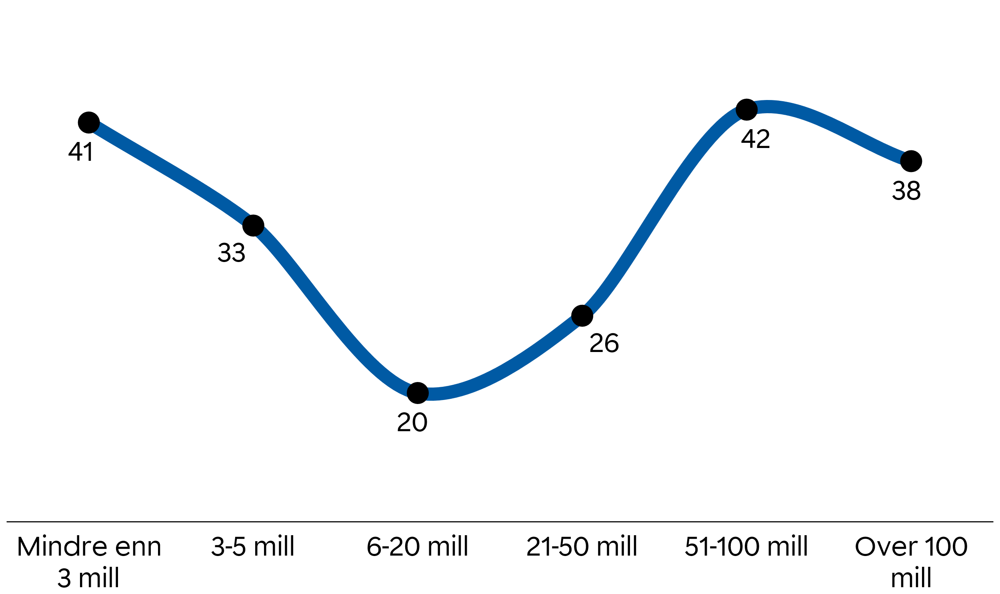 41
33
20
26
42
38
Mindre enn
3 mill
3-5 mill
6-20 mill
21-50 mill
51-100 mill
Over 100
mill